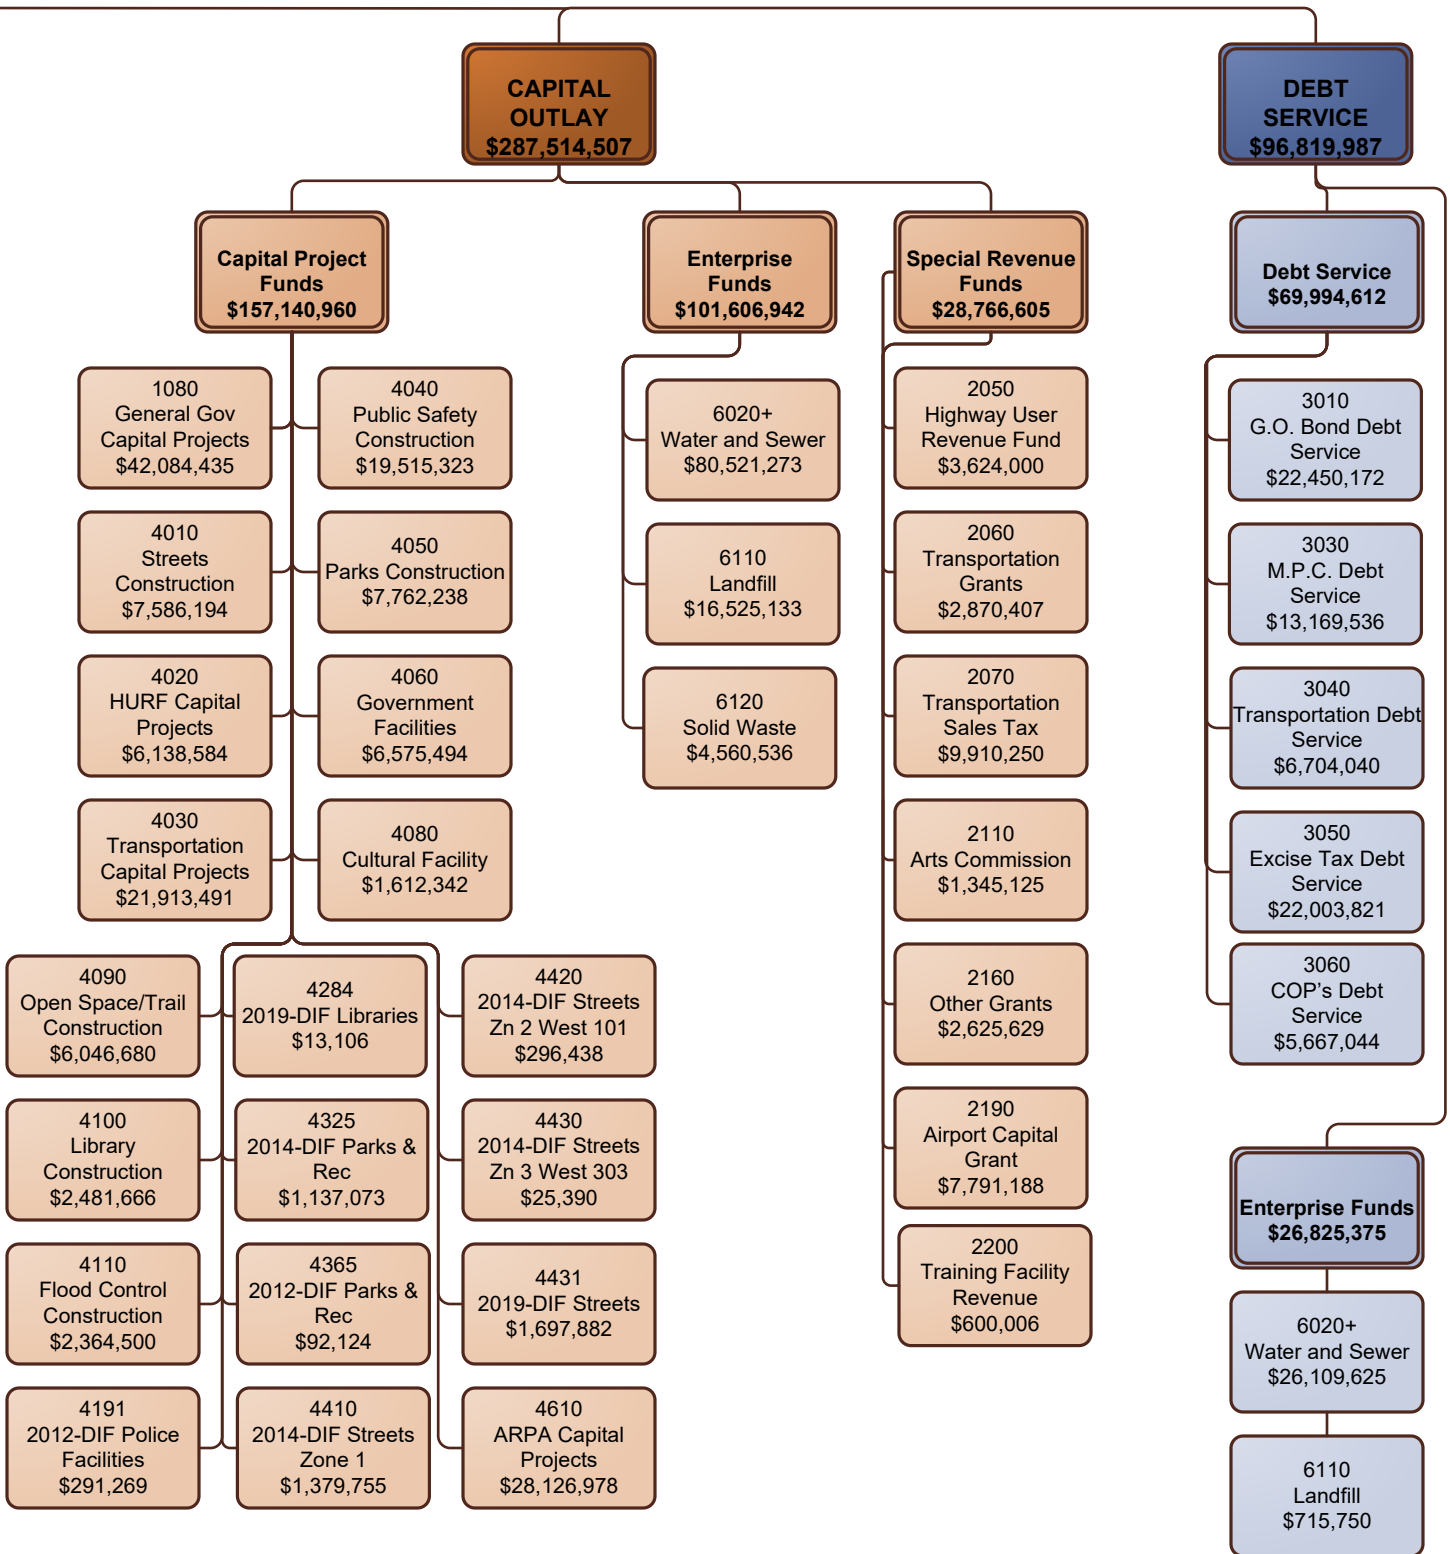 CAPITAL
OUTLAY
$287,514,507
DEBT
SERVICE
$96,819,987
Capital Project
Funds
$157,140,960
Enterprise
Funds
$101,606,942
Special Revenue
Funds
$28,766,605
Debt Service
$69,994,612
1080
General Gov
Capital Projects
$42,084,435
4040
Public Safety
Construction
$19,515,323
4010
Streets
Construction
$7,586,194
4050
Parks Construction
$7,762,238
4020
HURF Capital
Projects
$6,138,584
4060
Government
Facilities
$6,575,494
4030
Transportation
Capital Projects
$21,913,491
4080
Cultural Facility
$1,612,342
4090
Open Space/Trail
Construction
$6,046,680
4284
2019-DIF Libraries
$13,106
4420
2014-DIF Streets
Zn 2 West 101
$296,438
4100
Library
Construction
$2,481,666
4325
2014-DIF Parks &
Rec
$1,137,073
4430
2014-DIF Streets
Zn 3 West 303
$25,390
4110
Flood Control
Construction
$2,364,500
4365
2012-DIF Parks &
Rec
$92,124
4431
2019-DIF Streets
$1,697,882
4191
2012-DIF Police
Facilities
$291,269
4410
2014-DIF Streets
Zone 1
$1,379,755
4610
ARPA Capital
Projects
$28,126,978
6020+
Water and Sewer
$80,521,273
6110
Landfill
$16,525,133
6120
Solid Waste
$4,560,536
2050
Highway User
Revenue Fund
$3,624,000
2060
Transportation
Grants
$2,870,407
2070
Transportation
Sales Tax
$9,910,250
2110
Arts Commission
$1,345,125
2160
Other Grants
$2,625,629
2190
Airport Capital
Grant
$7,791,188
2200
Training Facility
Revenue
$600,006
3010
G.O. Bond Debt
Service
$22,450,172
3030
M.P.C. Debt
Service
$13,169,536
3040
Transportation Debt
Service
$6,704,040
3050
Excise Tax Debt
Service
$22,003,821
3060
COP's Debt
Service
$5,667,044
Enterprise Funds
$26,825,375
6020+
Water and Sewer
$26,109,625
6110
Landfill
$715,750